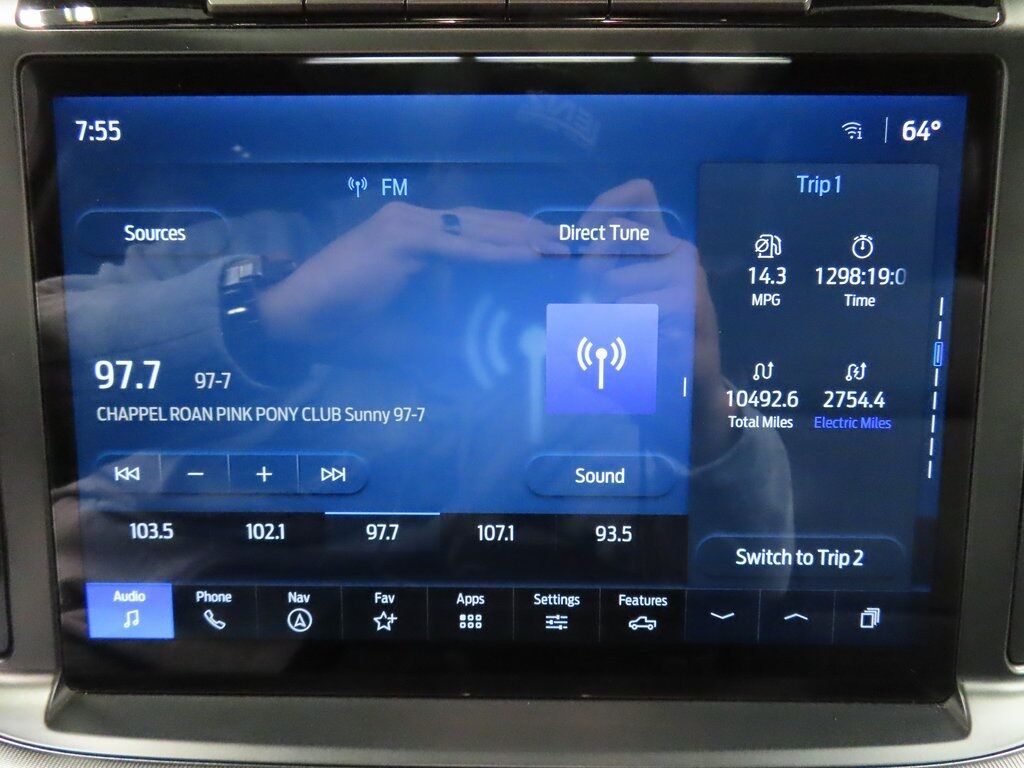 7:55
64°
FM
Sources
Direct Tune
97.7 97-7
CHAPPEL ROAN PINK PONY CLUB Sunny 97-7
Sound
103.5 102.1 97.7 107.1 93.5
Trip 1
14.3
MPG
1298:19:0
Time
10492.6
Total Miles
2754.4
Electric Miles
Switch to Trip 2
Audio Phone Nav Fav Apps Settings Features